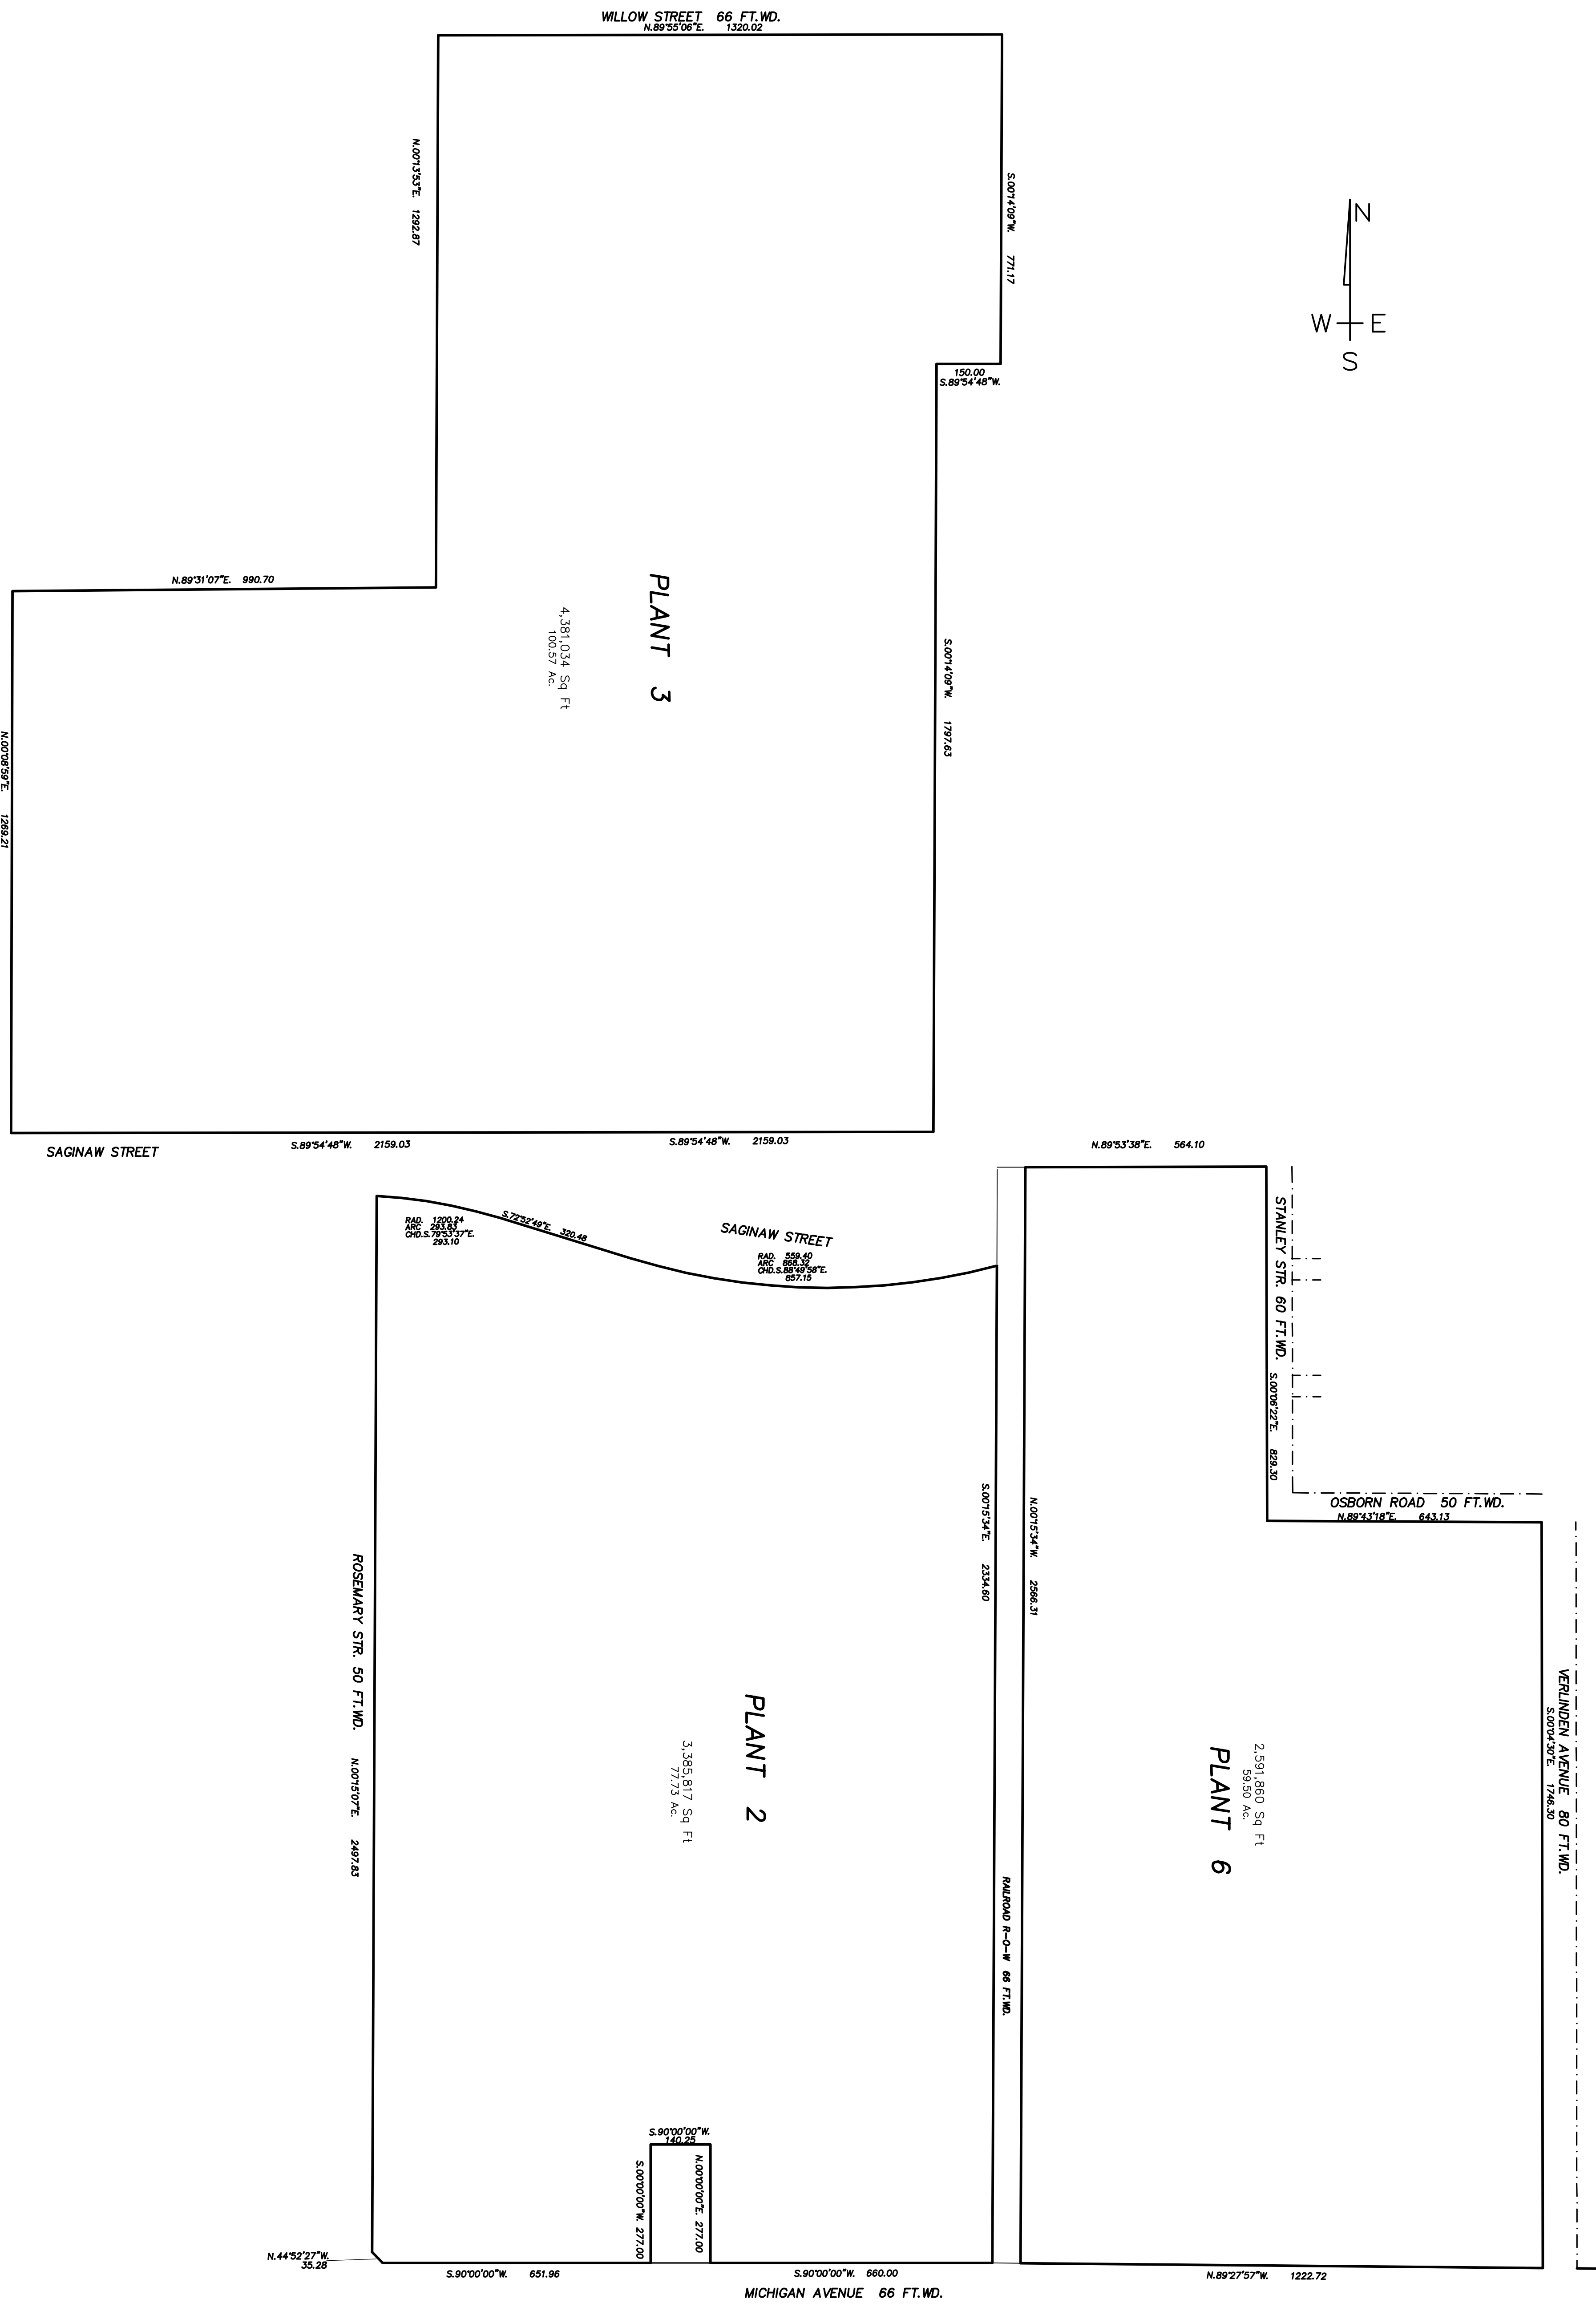 WILLOW STREET 66 FT.WD.
N.89°55'06"E. 1320.02
N.00°13'53"E. 1292.87
S.00°14'09"W. 771.17
N
W E
S
150.00
S.89°54'48"W.
N.89°31'07"E. 990.70
PLANT 3
4,381,034 Sq Ft
100.57 Ac.
S.00°14'09"W. 1797.63
N.00°08'59"E. 1269.21
SAGINAW STREET
S.89°54'48"W. 2159.03
S.89°54'48"W. 2159.03
N.89°53'38"E. 564.10
RAD. 1200.24
ARC 293.83
CHD.S.79°53'37"E.
293.10
S.72°52'49"E. 320.48
SAGINAW STREET
RAD. 559.40
ARC 868.32
CHD.S.88°49'58"E.
857.15
STANLEY STR. 60 FT.WD.
S.00°06'22"E. 829.30
OSBORN ROAD 50 FT.WD.
N.89°43'18"E. 643.13
S.00°15'34"E. 2334.60
N.00°15'34"W. 2566.31
ROSEMARY STR. 50 FT.WD.
N.00°15'07"E. 2497.83
PLANT 2
3,385,817 Sq Ft
77.73 Ac.
2,591,860 Sq Ft
59.50 Ac.
PLANT 6
VERLINDEN AVENUE 80 FT.WD.
S.00°04'30"E. 1746.30
RAILROAD R-O-W 66 FT.WD.
S.90°00'00"W.
140.25
S.00°00'00"W. 277.00
N.00°00'00"E. 277.00
N.44°52'27"W.
35.28
S.90°00'00"W. 651.96
S.90°00'00"W. 660.00
N.89°27'57"W. 1222.72
MICHIGAN AVENUE 66 FT.WD.